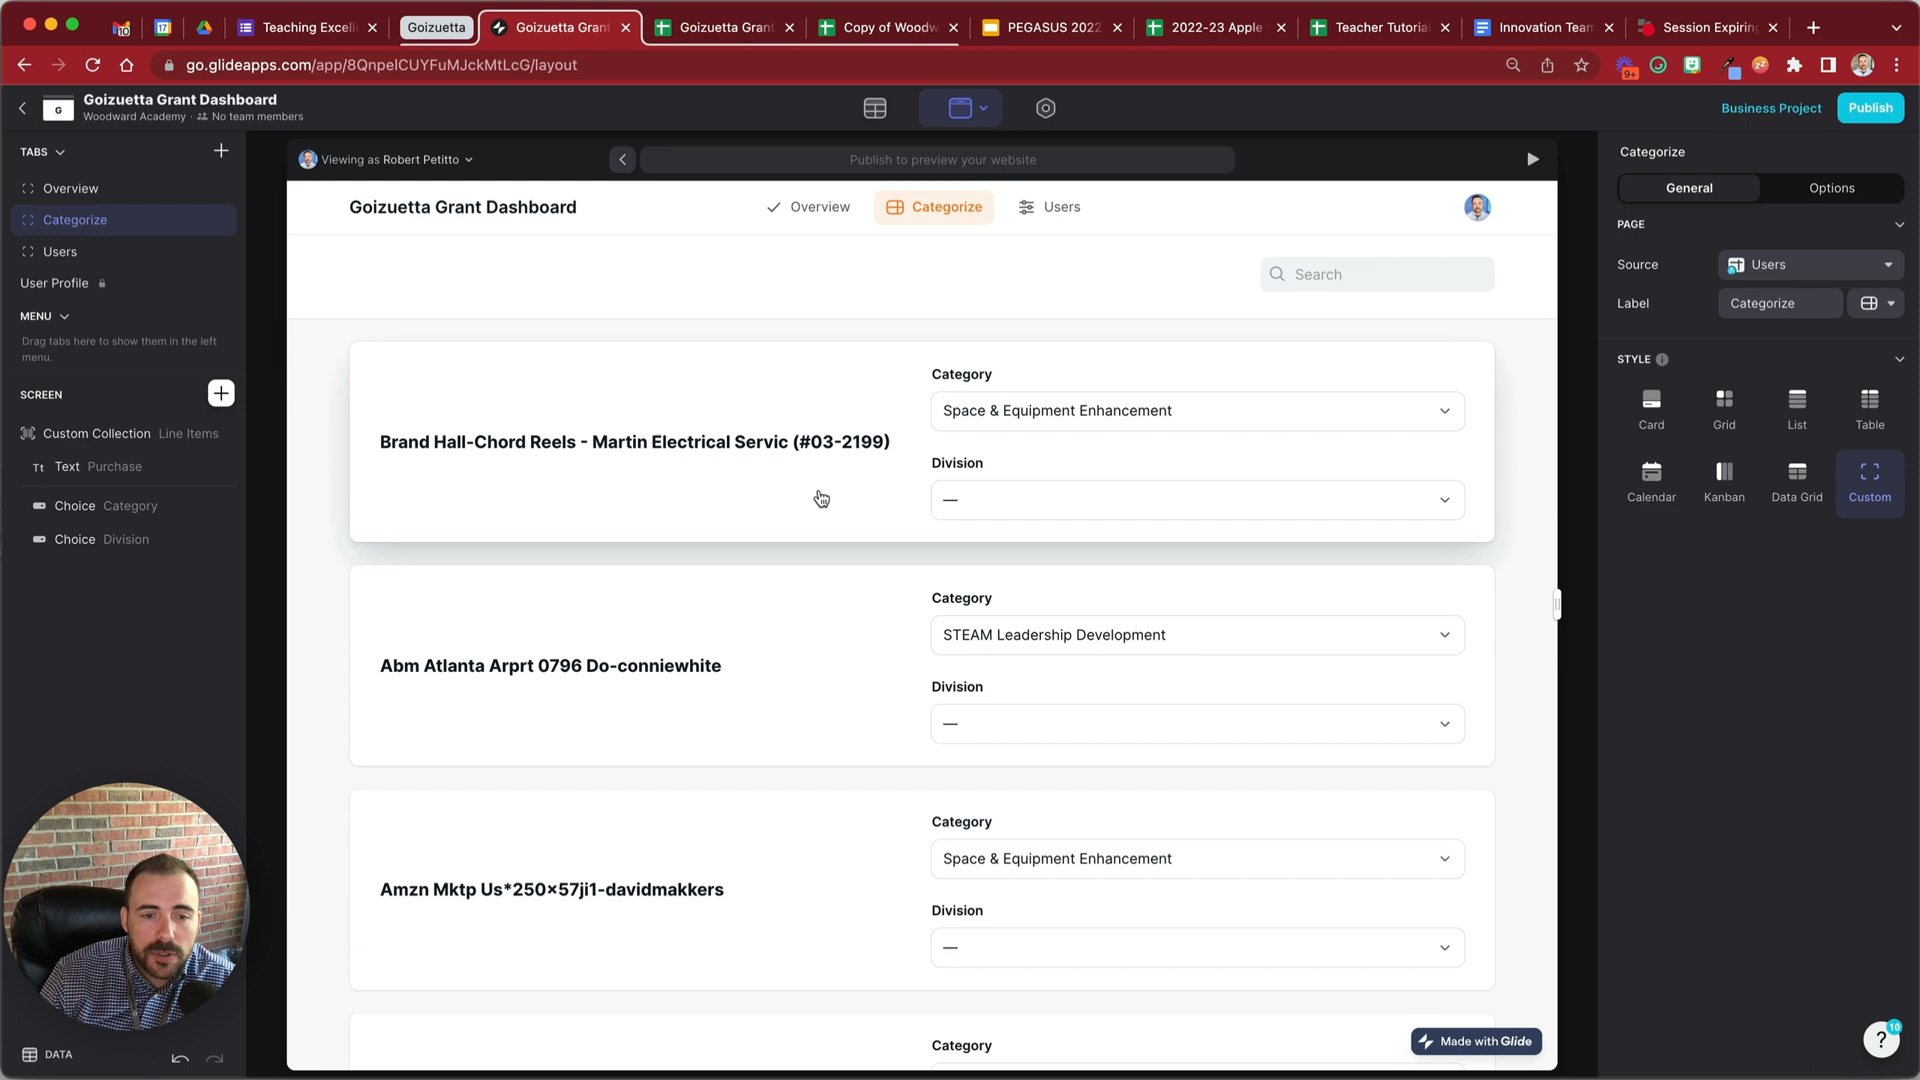 Teaching Excell
Goizuetta
Goizuetta Grant
Goizuetta Grant
Copy of Woodw
PEGASUS 2022
2022-23 Apple
Teacher Tutorial
Innovation Team
Session Expiring
go.glideapps.com/app/8QnpelCUYFuMJckMtLcG/layout
9+
G
Goizuetta Grant Dashboard
Woodward Academy · No team members
Business Project
Publish
TABS
Overview
Categorize
Users
User Profile
MENU
Drag tabs here to show them in the left
menu.
SCREEN
Custom Collection Line Items
Tt Text Purchase
Choice Category
Choice Division
DATA
Viewing as Robert Petitto
Publish to preview your website
Goizuetta Grant Dashboard
Overview
Categorize
Users
Search
Brand Hall-Chord Reels - Martin Electrical Servic (#03-2199)
Category
Space & Equipment Enhancement
Division
—
Abm Atlanta Arprt 0796 Do-conniewhite
Category
STEAM Leadership Development
Division
—
Amzn Mktp Us*250×57ji1-davidmakkers
Category
Space & Equipment Enhancement
Division
—
Category
Made with Glide
Categorize
General
Options
PAGE
Source
Users
Label
Categorize
STYLE
Card
Grid
List
Table
Calendar
Kanban
Data Grid
Custom
10
?